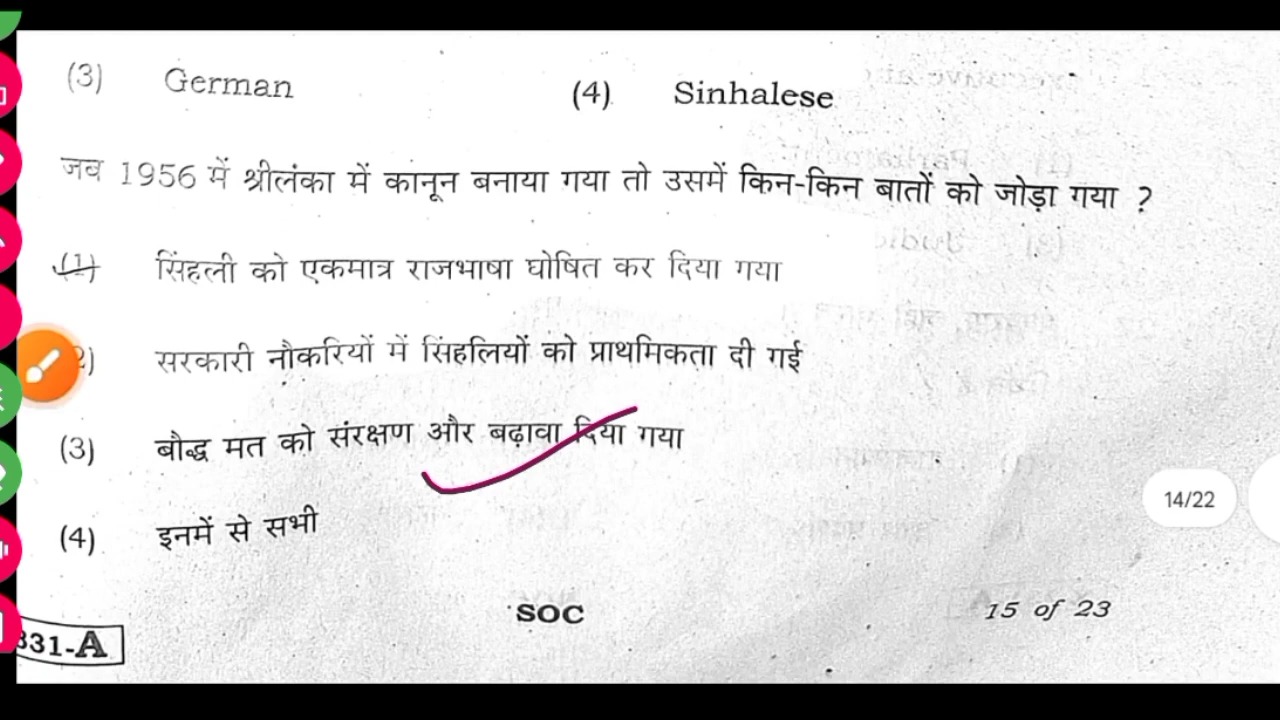 (3) German (4) Sinhalese
जब 1956 में श्रीलंका में कानून बनाया गया तो उसमें किन-किन बातों को जोड़ा गया ?
(1) सिंहली को एकमात्र राजभाषा घोषित कर दिया गया
2) सरकारी नौकरियों में सिंहलियों को प्राथमिकता दी गई
(3) बौद्ध मत को संरक्षण और बढ़ावा दिया गया
14/22
(4) इनमें से सभी
SOC 15 of 23
331-A